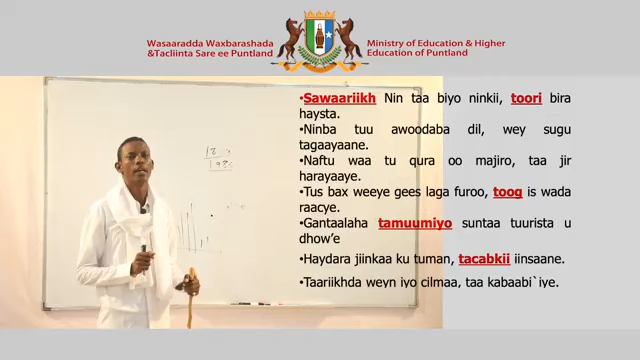 Wasaaradda Waxbarashada
&Tacliinta Sare ee Puntland
Ministry of Education & Higher
Education of Puntland
•Sawaariikh Nin taa biyo ninkii, toori bira
haysta.
•Ninba tuu awoodaba dil, wey sugu
tagaayaane.
•Naftu waa tu qura oo majiro, taa jir
harayaaye.
•Tus bax weeye gees laga furoo, toog is wada
raacye.
•Gantaalaha tamuumiyo suntaa tuurista u
dhow'e
•Haydara jiinkaa ku tuman, tacabkii iinsaane.
•Taariikhda weyn iyo cilmaa, taa kabaabi`iye.